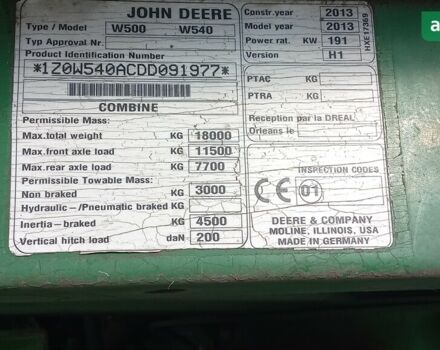 JOHN DEERE
Type / Model W500 W540
Typ Approval Nr
Product Identification Number
*1Z0W540ACDD091977*
COMBINE
Permissible Mass:
Max.total weight KG 18000
Max.front axle load KG 11500
Max.rear axle load KG 7700
Permissible Towable Mass:
Non braked KG 3000
Hydraulic -/Pneumatic braked KG
Inertia-braked KG 4500
Vertical hitch load daN 200
Constr.year 2013
Model year 2013
Power rat. KW 191
Version H1
HXE17369
PTAC KG
PTRA KG
Reception par la DREAL
Orleans le
INSPECTION CODES
CE 01
DEERE & COMPANY
MOLINE, ILLINOIS, USA
MADE IN GERMANY